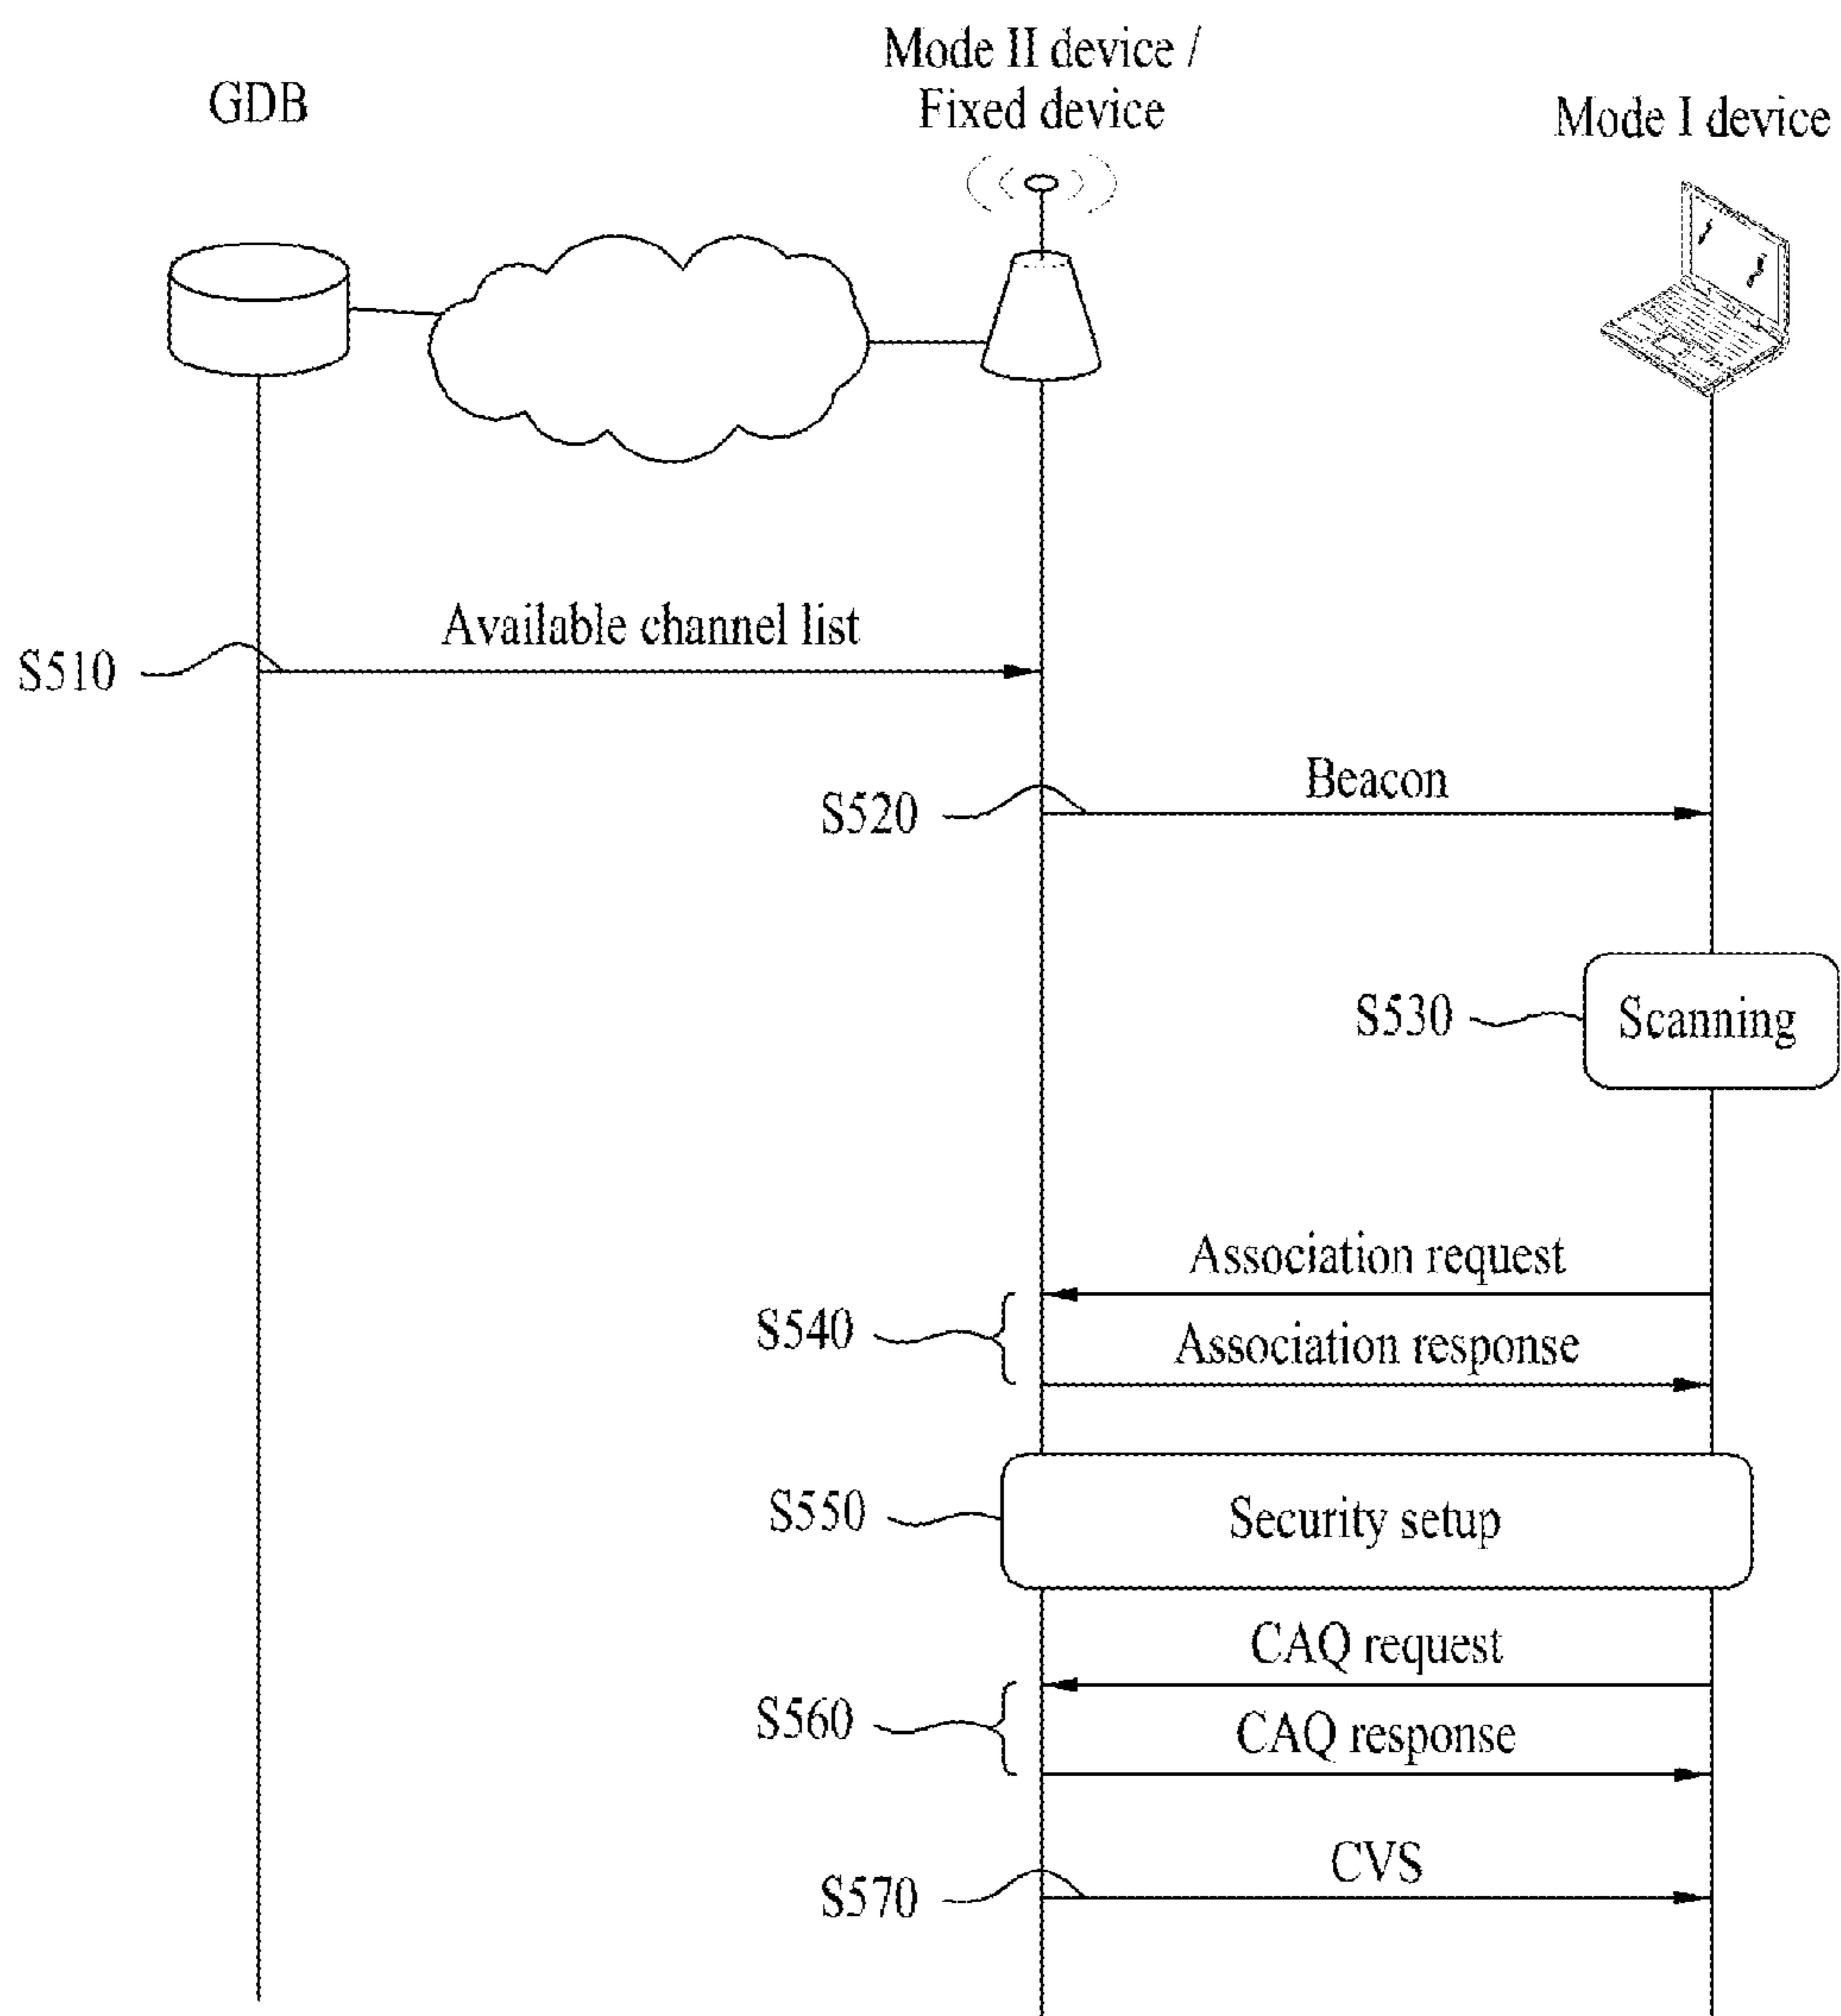 Mode II device /
Fixed device
GDB
Mode I device
Available channel list
S510
Beacon
S520
S530
Scanning
Association request
S540
Association response
S550
Security setup
CAQ request
S560
CAQ response
CVS
S570